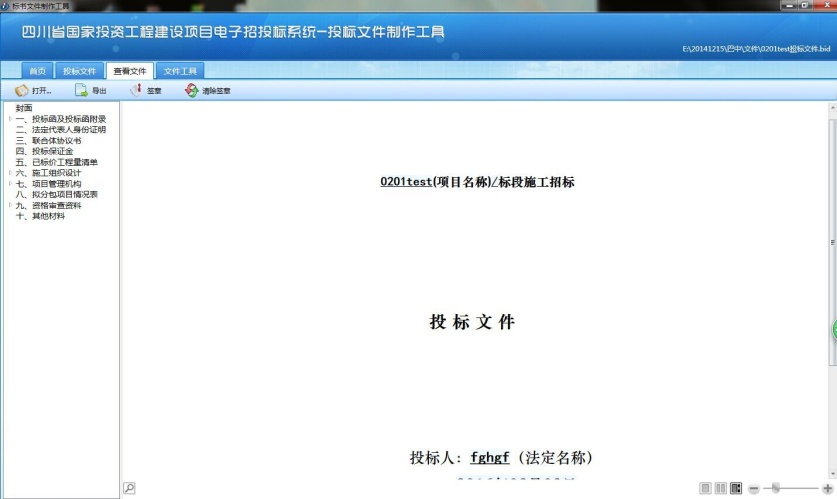 标书文件制作工具
四川省国家投资工程建设项目电子招投标系统-投标文件制作工具
E:\20141215\巴中\文件\0201test投标文件.bid
首页 投标文件 查看文件 文件工具
打开... 导出 签章 清除签章
封面
一、投标函及投标函附录
二、法定代表人身份证明
三、联合体协议书
四、投标保证金
五、已标价工程量清单
六、施工组织设计
七、项目管理机构
八、拟分包项目情况表
九、资格审查资料
十、其他材料
0201test(项目名称)/标段施工招标
投标文件
投标人：fghgf（法定名称）